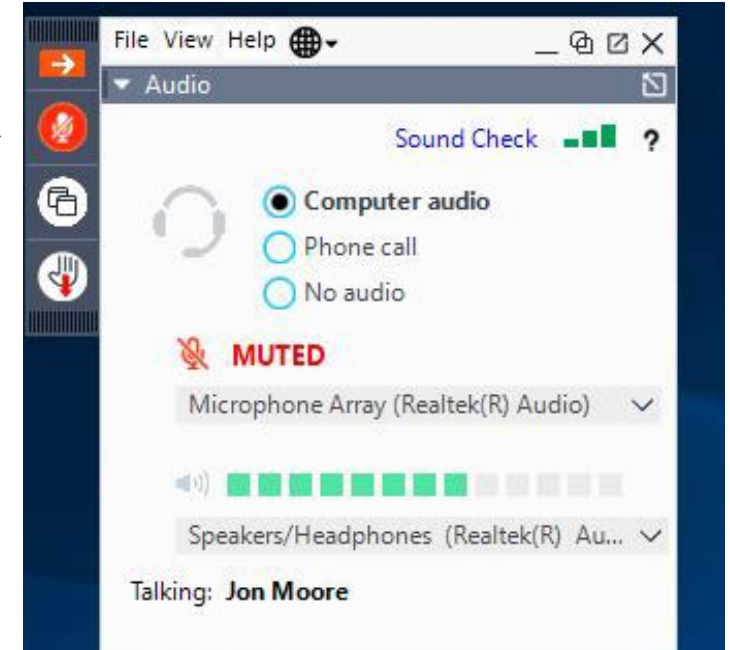 File View Help
Audio
Sound Check ?
Computer audio
Phone call
No audio
MUTED
Microphone Array (Realtek(R) Audio)
Speakers/Headphones (Realtek(R) Au...
Talking: Jon Moore